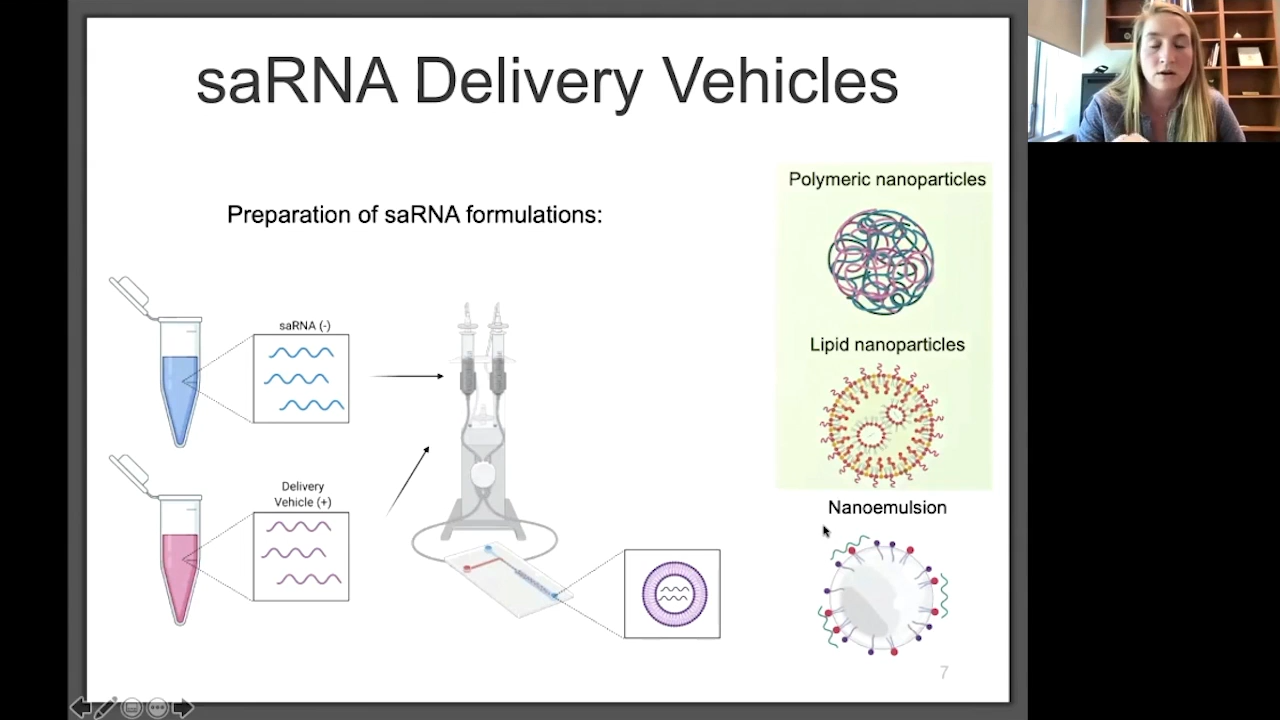 saRNA Delivery Vehicles
Preparation of saRNA formulations:
saRNA (-)
Delivery
Vehicle (+)
Polymeric nanoparticles
Lipid nanoparticles
Nanoemulsion
7